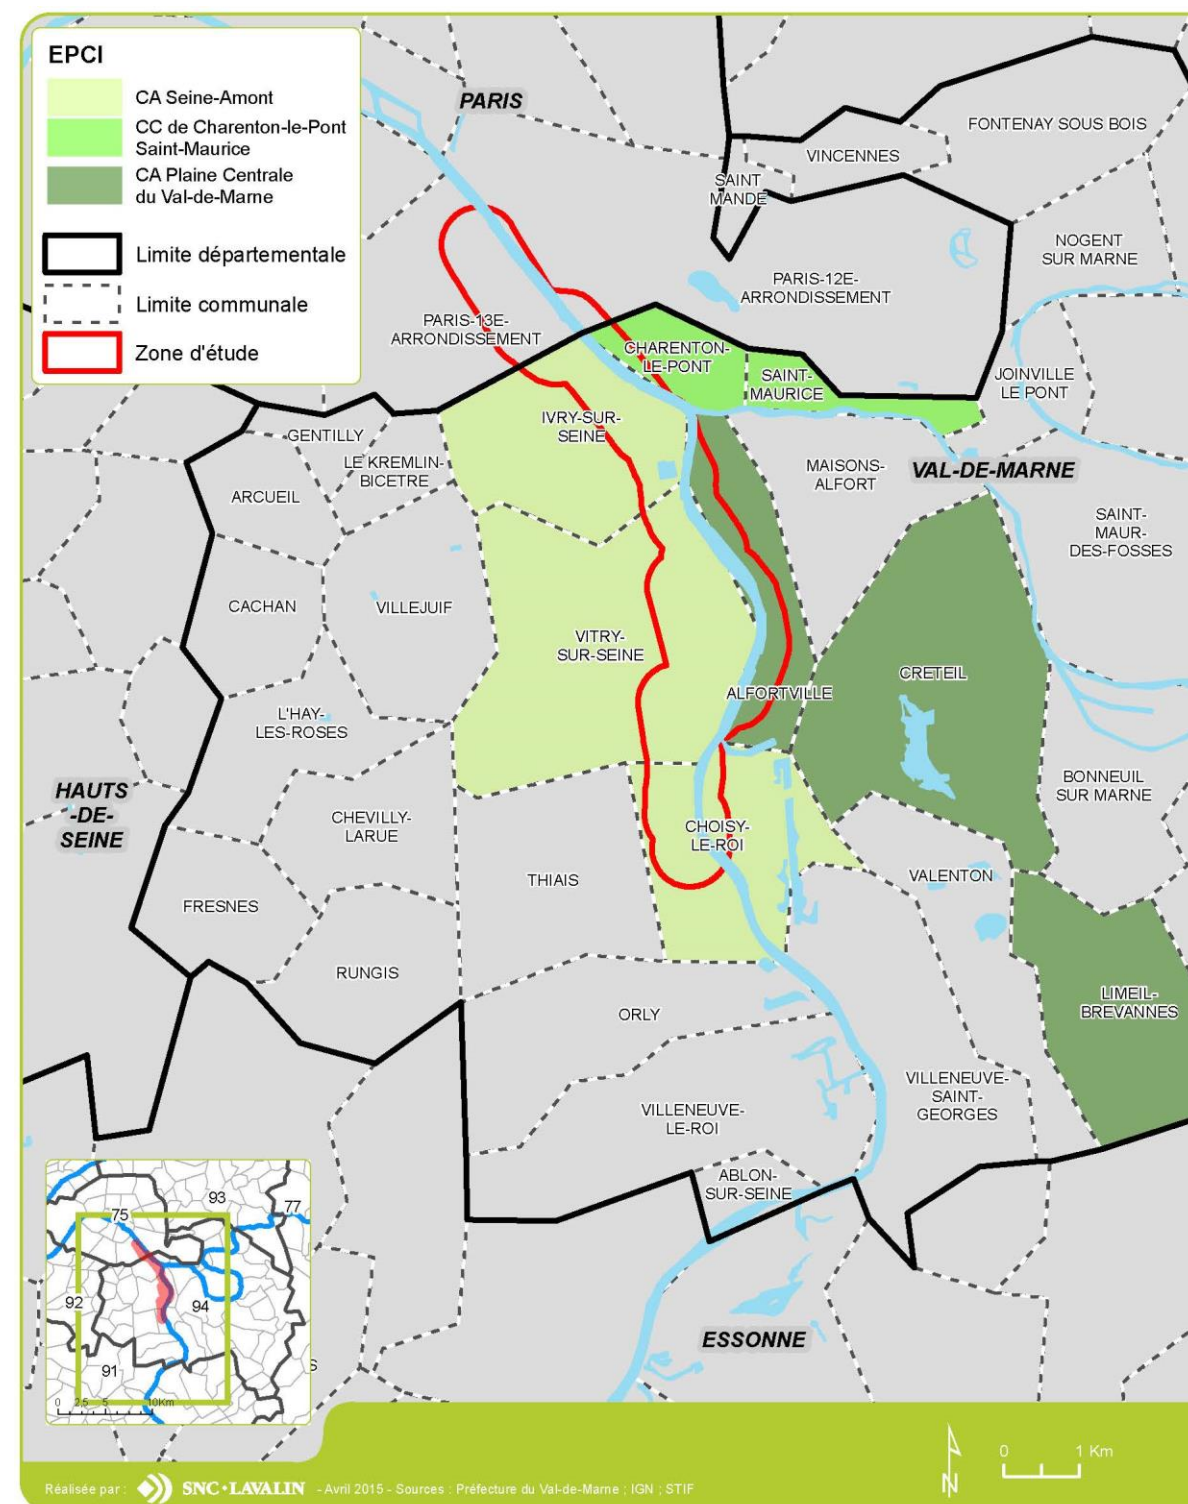 EPCI
CA Seine-Amont
CC de Charenton-le-Pont
Saint-Maurice
CA Plaine Centrale
du Val-de-Marne
Limite départementale
Limite communale
Zone d'étude
PARIS
FONTENAY SOUS BOIS
VINCENNES
SAINT
MANDE
NOGENT
SUR MARNE
PARIS-12E-
ARRONDISSEMENT
PARIS-13E-
ARRONDISSEMENT
CHARENTON-
LE-PONT
SAINT-
MAURICE
JOINVILLE
LE PONT
IVRY-SUR-
SEINE
GENTILLY
LE KREMLIN-
BICETRE
ARCUEIL
MAISONS-
ALFORT
VAL-DE-MARNE
SAINT-
MAUR-
DES-FOSSES
CACHAN
VILLEJUIF
VITRY-
SUR-SEINE
ALFORTVILLE
CRETEIL
L'HAY-
LES-ROSES
HAUTS
-DE-
SEINE
BONNEUIL
SUR MARNE
CHEVILLY-
LARUE
CHOISY-
LE-ROI
THIAIS
VALENTON
FRESNES
RUNGIS
LIMEIL-
BREVANNES
ORLY
VILLENEUVE-
SAINT-
GEORGES
VILLENEUVE-
LE-ROI
ABLON-
SUR-SEINE
ESSONNE
93
77
75
92
94
91
S
0 2,5 5 10Km
0 1 Km
N
Réalisée par : SNC·LAVALIN - Avril 2015 - Sources : Préfecture du Val-de-Marne ; IGN ; STIF